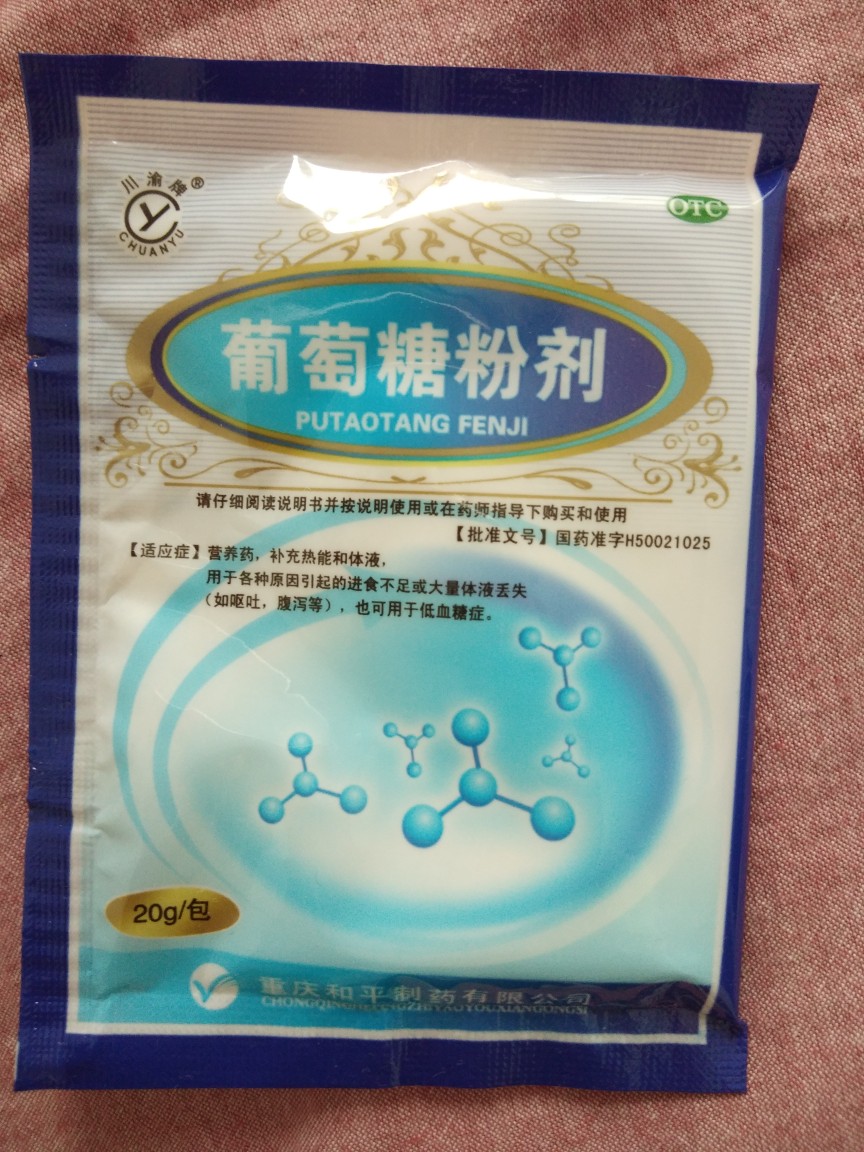 川渝牌®
CHUANYU
OTC
葡萄糖粉剂
PUTAOTANG FENJI
请仔细阅读说明书并按说明使用或在药师指导下购买和使用
【批准文号】国药准字H50021025
【适应症】营养药，补充热能和体液，
用于各种原因引起的进食不足或大量体液丢失
（如呕吐，腹泻等），也可用于低血糖症。
20g/包
重庆和平制药有限公司
CHONGQINGHEPINGZHIYAOYOUXIANGONGSI